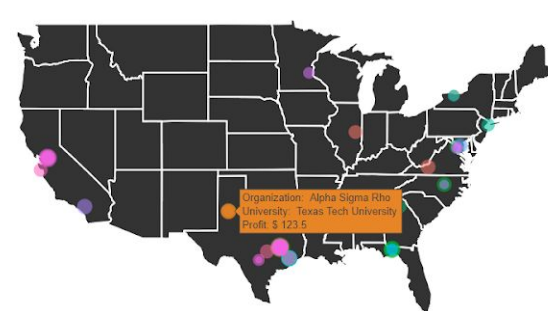 Organization:  Alpha Sigma Rho
University:  Texas Tech University
Profit: $ 123.5